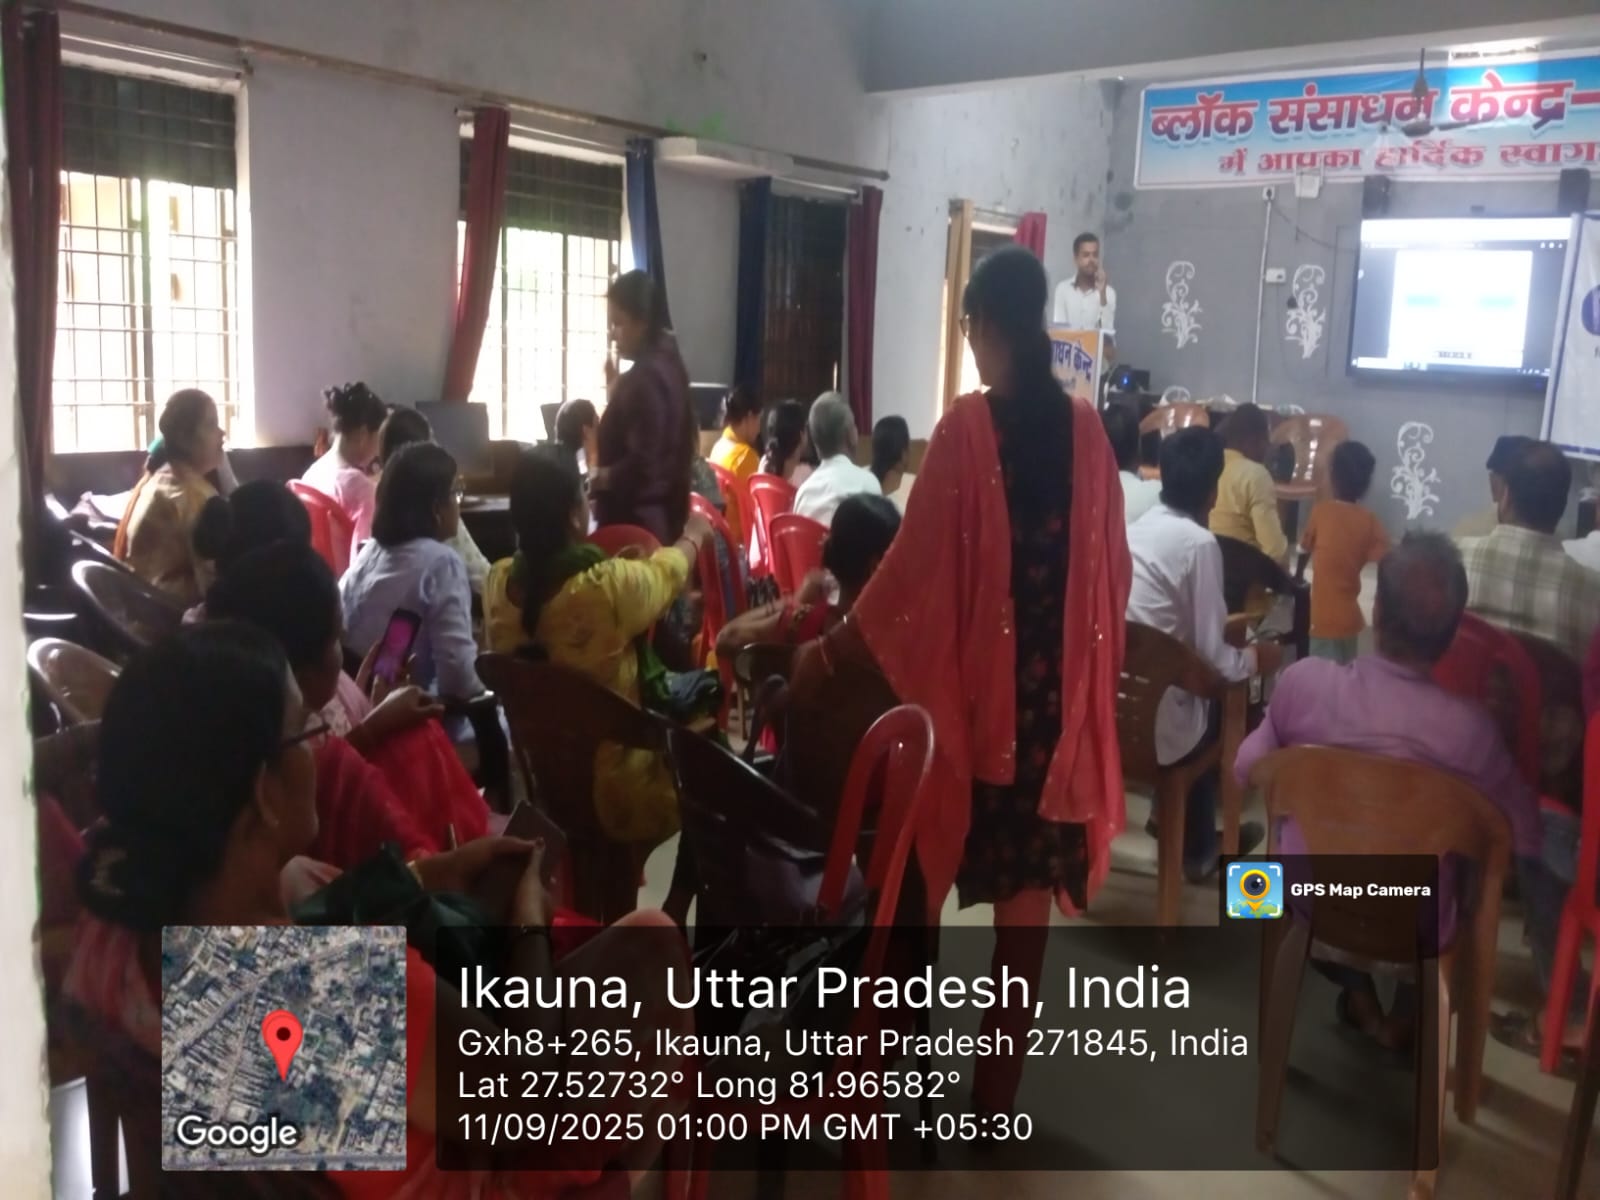 ब्लॉक संसाधन केन्द्र-
में आपका हार्दिक स्वाग
केन्द्र
GPS Map Camera
Ikauna, Uttar Pradesh, India
Gxh8+265, Ikauna, Uttar Pradesh 271845, India
Lat 27.52732° Long 81.96582°
11/09/2025 01:00 PM GMT +05:30
Google